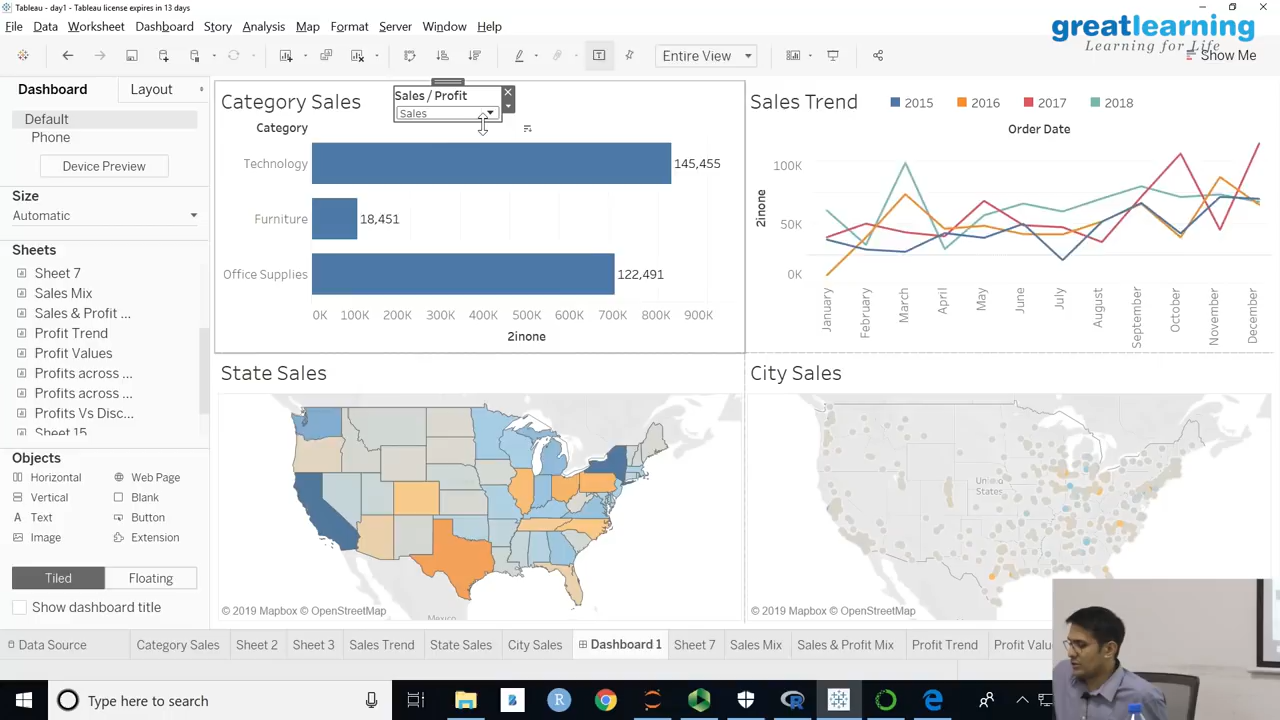 Tableau - day1 - Tableau license expires in 13 days
File Data Worksheet Dashboard Story Analysis Map Format Server Window Help
greatlearning
Learning for Life
Entire View
Show Me
Dashboard Layout
Default
Phone
Device Preview
Size
Automatic
Sheets
Sheet 7
Sales Mix
Sales & Profit ...
Profit Trend
Profit Values
Profits across ...
Profits across ...
Profits Vs Disc...
Sheet 15
Objects
Horizontal Web Page
Vertical Blank
Text Button
Image Extension
Tiled Floating
Show dashboard title
Category Sales
Sales / Profit
Sales
Category
Technology 145,455
Furniture 18,451
Office Supplies 122,491
0K 100K 200K 300K 400K 500K 600K 700K 800K 900K
2inone
Sales Trend 2015 2016 2017 2018
Order Date
100K
50K
0K
2inone
January February March April May June July August September October November December
State Sales
Mexico
© 2019 Mapbox © OpenStreetMap
City Sales
United
States
© 2019 Mapbox © OpenStreetMap
Data Source Category Sales Sheet 2 Sheet 3 Sales Trend State Sales City Sales Dashboard 1 Sheet 7 Sales Mix Sales & Profit Mix Profit Trend Profit Valu
Type here to search